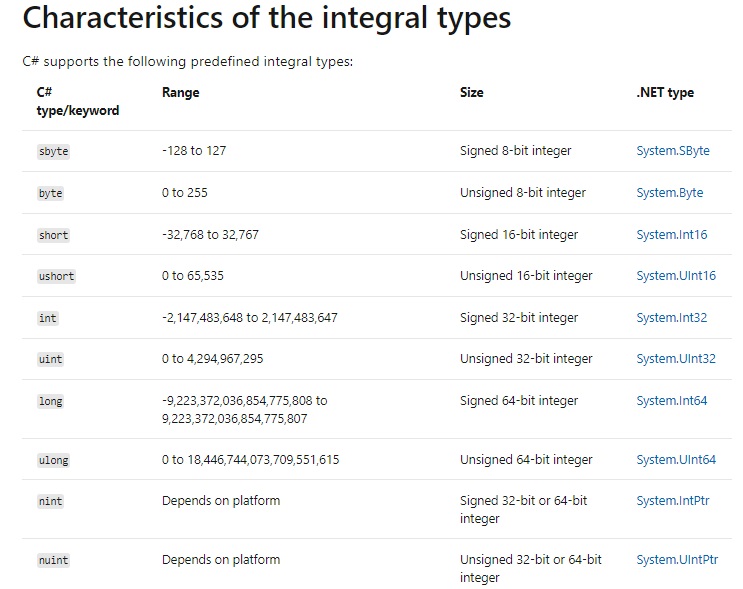 Characteristics of the integral types
C# supports the following predefined integral types:
C# type/keyword Range Size .NET type
sbyte -128 to 127 Signed 8-bit integer System.SByte
byte 0 to 255 Unsigned 8-bit integer System.Byte
short -32,768 to 32,767 Signed 16-bit integer System.Int16
ushort 0 to 65,535 Unsigned 16-bit integer System.UInt16
int -2,147,483,648 to 2,147,483,647 Signed 32-bit integer System.Int32
uint 0 to 4,294,967,295 Unsigned 32-bit integer System.UInt32
long -9,223,372,036,854,775,808 to 9,223,372,036,854,775,807 Signed 64-bit integer System.Int64
ulong 0 to 18,446,744,073,709,551,615 Unsigned 64-bit integer System.UInt64
nint Depends on platform Signed 32-bit or 64-bit integer System.IntPtr
nuint Depends on platform Unsigned 32-bit or 64-bit integer System.UIntPtr